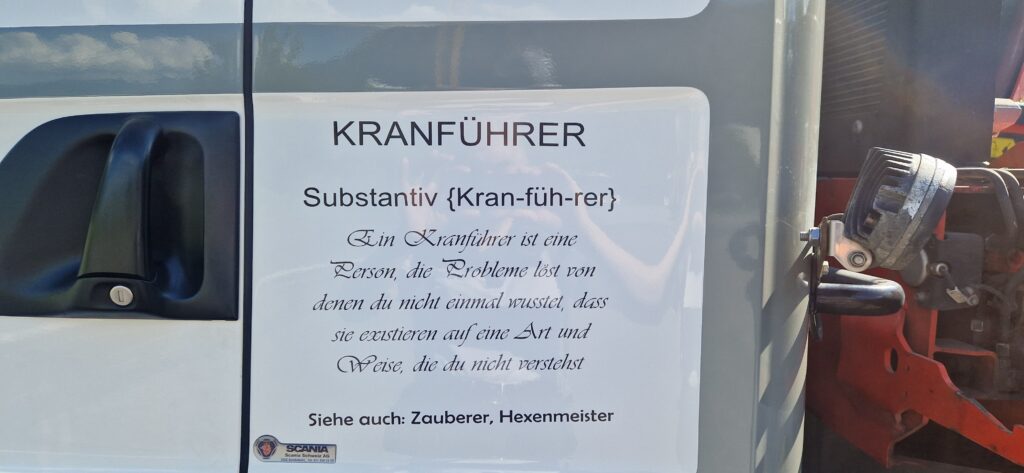 KRANFÜHRER
Substantiv {Kran-füh-rer}
Ein Kranführer ist eine
Person, die Probleme löst von
denen du nicht einmal wusstet, dass
sie existieren auf eine Art und
Weise, die du nicht verstehst
Siehe auch: Zauberer, Hexenmeister
SCANIA
Scania Schweiz AG